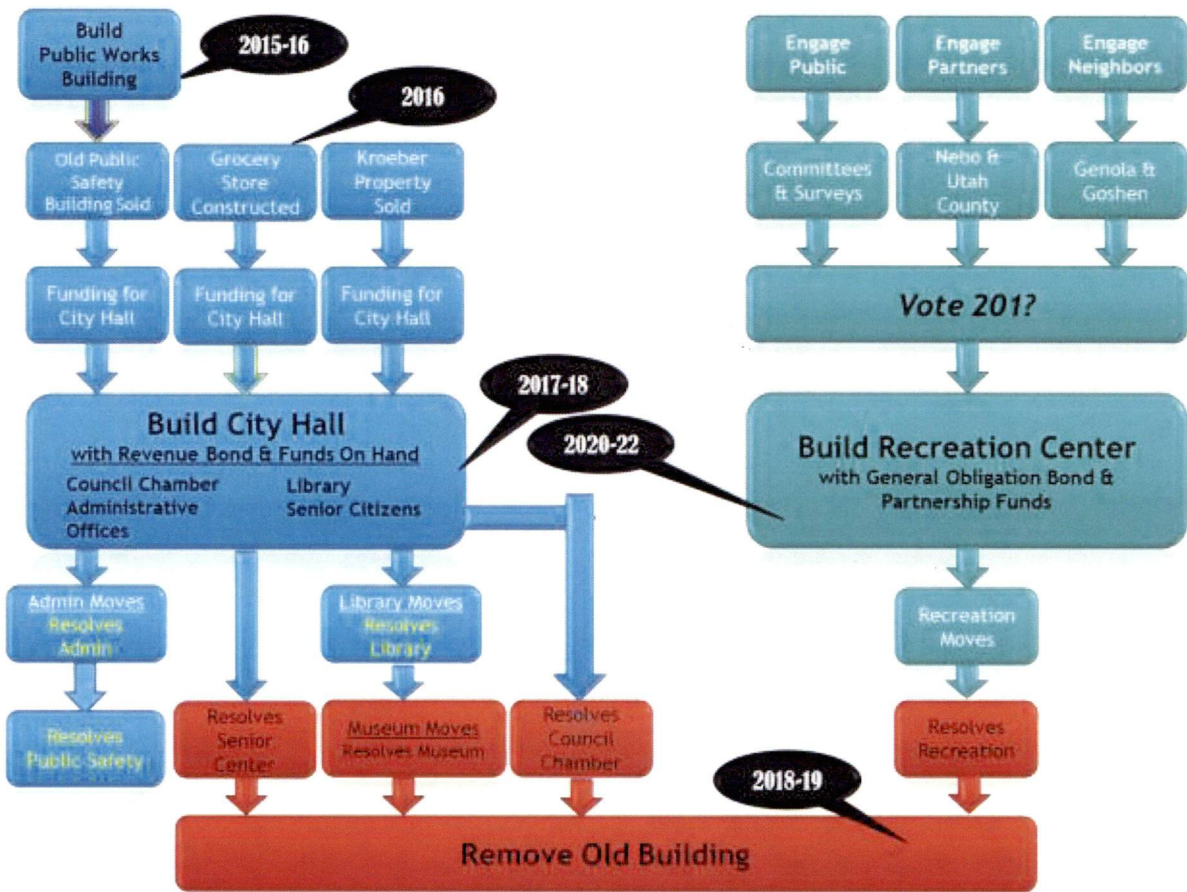 Build
Public Works
Building
2015-16
2016
Engage
Public
Engage
Partners
Engage
Neighbors
Old Public
Safety
Building Sold
Grocery
Store
Constructed
Kroeber
Property
Sold
Committees
& Surveys
Nebo &
Utah
County
Genola &
Goshen
Funding for
City Hall
Funding for
City Hall
Funding for
City Hall
Vote 201?
2017-18
2020-22
Build City Hall
with Revenue Bond & Funds On Hand
Council Chamber
Administrative
Offices
Library
Senior Citizens
Build Recreation Center
with General Obligation Bond &
Partnership Funds
Admin Moves
Resolves
Admin
Library Moves
Resolves
Library
Recreation
Moves
Resolves
Public Safety
Resolves
Senior
Center
Museum Moves
Resolves Museum
Resolves
Council
Chamber
Resolves
Recreation
2018-19
Remove Old Building